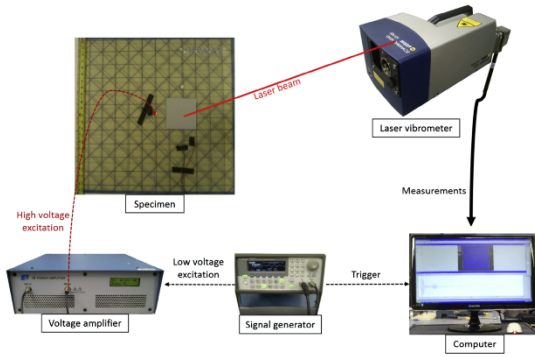 Laser beam
Laser vibrometer
Measurements
Specimen
High voltage
excitation
Low voltage
excitation
Trigger
Voltage amplifier
Signal generator
Computer